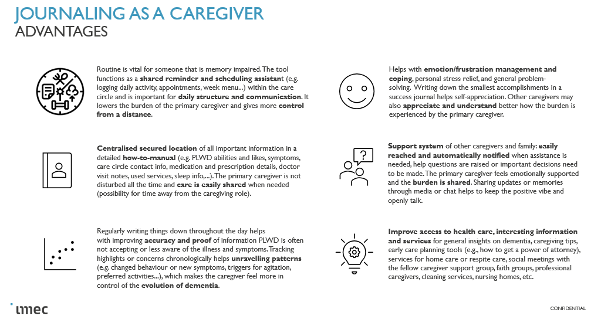 JOURNALING AS A CAREGIVER
ADVANTAGES
Routine is vital for someone that is memory impaired. The tool
functions as a shared reminder and scheduling assistant (e.g.
logging daily activity, appointments, week menu...) within the care
circle and is important for daily structure and communication. It
lowers the burden of the primary caregiver and gives more control
from a distance.
Centralised secured location of all important information in a
detailed how-to-manual (e.g. PLWD abilities and likes, symptoms,
care circle contact info, medication and prescription details, doctor
visit notes, used services, sleep info,...). The primary caregiver is not
disturbed all the time and care is easily shared when needed
(possibility for time away from the caregiving role).
Regularly writing things down throughout the day helps
with improving accuracy and proof of information PLWD is often
not accepting or less aware of the illness and symptoms. Tracking
highlights or concerns chronologically helps unravelling patterns
(e.g. changed behaviour or new symptoms, triggers for agitation,
preferred activities...), which makes the caregiver feel more in
control of the evolution of dementia.
Helps with emotion/frustration management and
coping, personal stress relief, and general problem-
solving. Writing down the smallest accomplishments in a
success journal helps self-appreciation. Other caregivers may
also appreciate and understand better how the burden is
experienced by the primary caregiver.
Support system of other caregivers and family: easily
reached and automatically notified when assistance is
needed, help questions are raised or important decisions need
to be made. The primary caregiver feels emotionally supported
and the burden is shared. Sharing updates or memories
through media or chat helps to keep the positive vibe and
openly talk.
Improve access to health care, interesting information
and services for general insights on dementia, caregiving tips,
early care planning tools (e.g., how to get a power of attorney),
services for home care or respite care, social meetings with
the fellow caregiver support group, faith groups, professional
caregivers, cleaning services, nursing homes, etc.
imec
CONFIDENTIAL